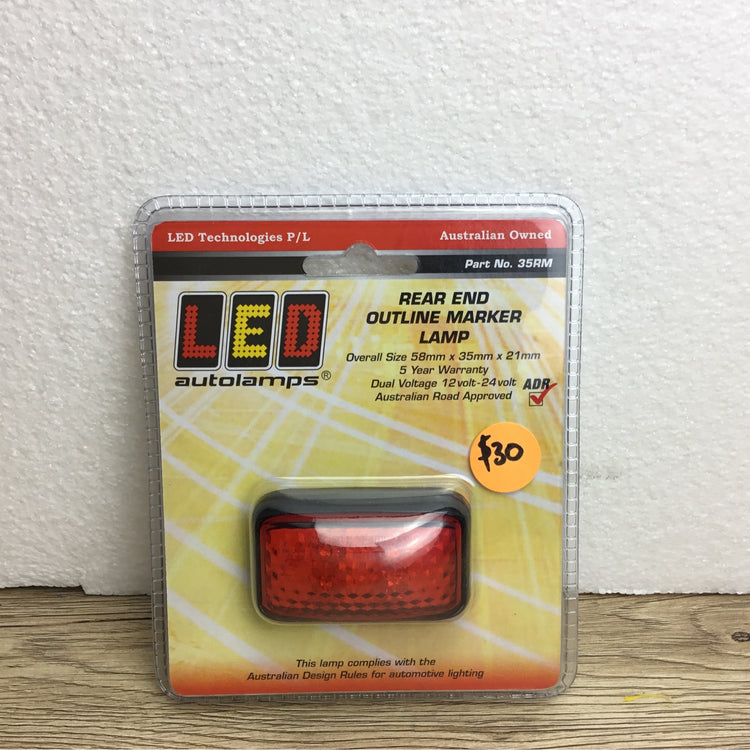 LED Technologies P/L
Australian Owned
Part No. 35RM
LED
autolamps®
REAR END
OUTLINE MARKER
LAMP
Overall Size 58mm x 35mm x 21mm
5 Year Warranty
Dual Voltage 12volt-24volt
Australian Road Approved
ADR
$30
This lamp complies with the
Australian Design Rules for automotive lighting